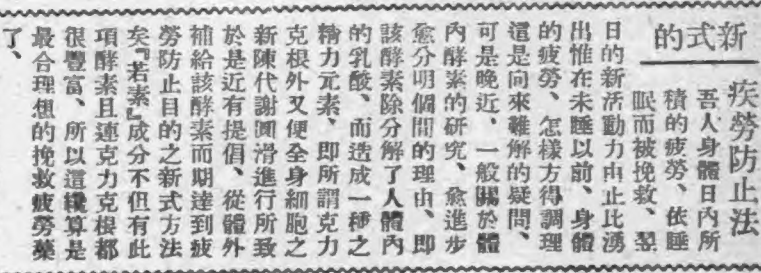 新式的
疾勞防止法
吾人身體日內所
積的疲勞、依睡
眠而被挽救、翌
日的新活動力由止比湧
出惟在未睡以前、身體
的疲勞、怎樣方得調理
這是向來難解的疑問、
可是晚近、一般關於體
內酵素的研究、愈進步
愈分明個間的理由、即
該酵素除分解了人體內
的乳酸、而造成一種之
精力元素、即所謂克力
克根外又便全身細胞之
新陳代謝圓滑進行所致
於是近有提倡、從體外
補給該酵素而期達到疲
勞防止目的之新式方法
矣『若素』成分不但有此
項酵素且連克力克根都
很豐富、所以這纔算是
最合理想的挽救疲勞藥
了、